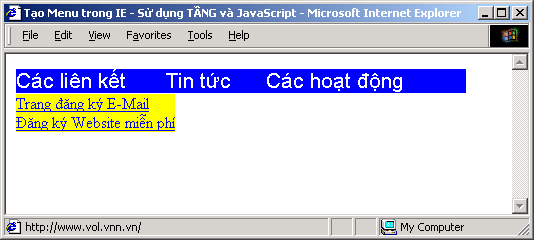 Tạo Menu trong IE - Sử dụng TẦNG và JavaScript - Microsoft Internet Explorer
File Edit View Favorites Tools Help
Các liên kết Tin tức Các hoạt động
Trang đăng ký E-Mail
Đăng ký Website miễn phí
http://www.vol.vnn.vn/ My Computer